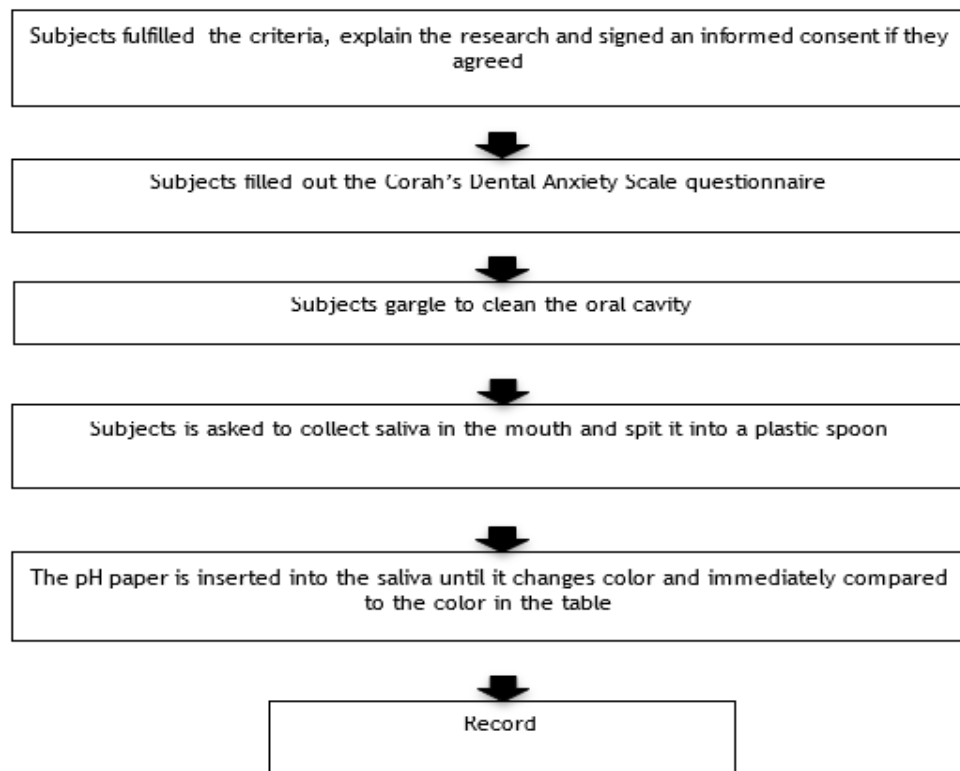 Subjects fulfilled the criteria, explain the research and signed an informed consent if they
agreed
Subjects filled out the Corah's Dental Anxiety Scale questionnaire
Subjects gargle to clean the oral cavity
Subjects is asked to collect saliva in the mouth and spit it into a plastic spoon
The pH paper is inserted into the saliva until it changes color and immediately compared
to the color in the table
Record